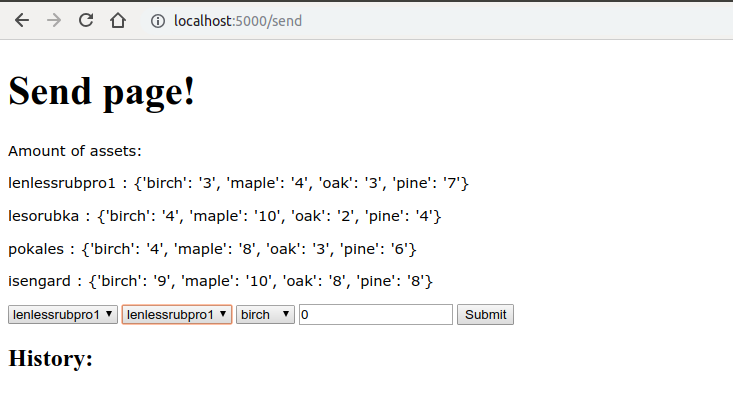 localhost:5000/send
Send page!
Amount of assets:
lenlessrubpro1 : {'birch': '3', 'maple': '4', 'oak': '3', 'pine': '7'}
lesorubka : {'birch': '4', 'maple': '10', 'oak': '2', 'pine': '4'}
pokales : {'birch': '4', 'maple': '8', 'oak': '3', 'pine': '6'}
isengard : {'birch': '9', 'maple': '10', 'oak': '8', 'pine': '8'}
lenlessrubpro1 lenlessrubpro1 birch 0 Submit
History: